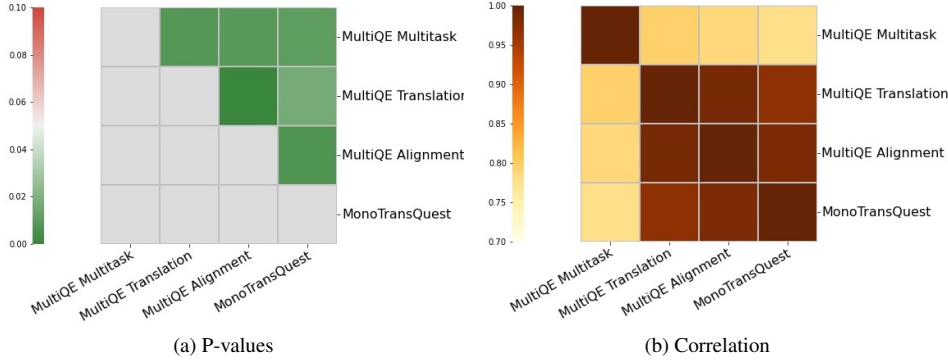 0.10
0.08
0.06
0.04
0.02
0.00
MultiQE Multitask
MultiQE Translation
MultiQE Alignment
MonoTransQuest
MultiQE Multitask
MultiQE Translation
MultiQE Alignment
MonoTransQuest
(a) P-values
1.00
0.95
0.90
0.85
0.80
0.75
0.70
MultiQE Multitask
MultiQE Translation
MultiQE Alignment
MonoTransQuest
MultiQE Multitask
MultiQE Translation
MultiQE Alignment
MonoTransQuest
(b) Correlation